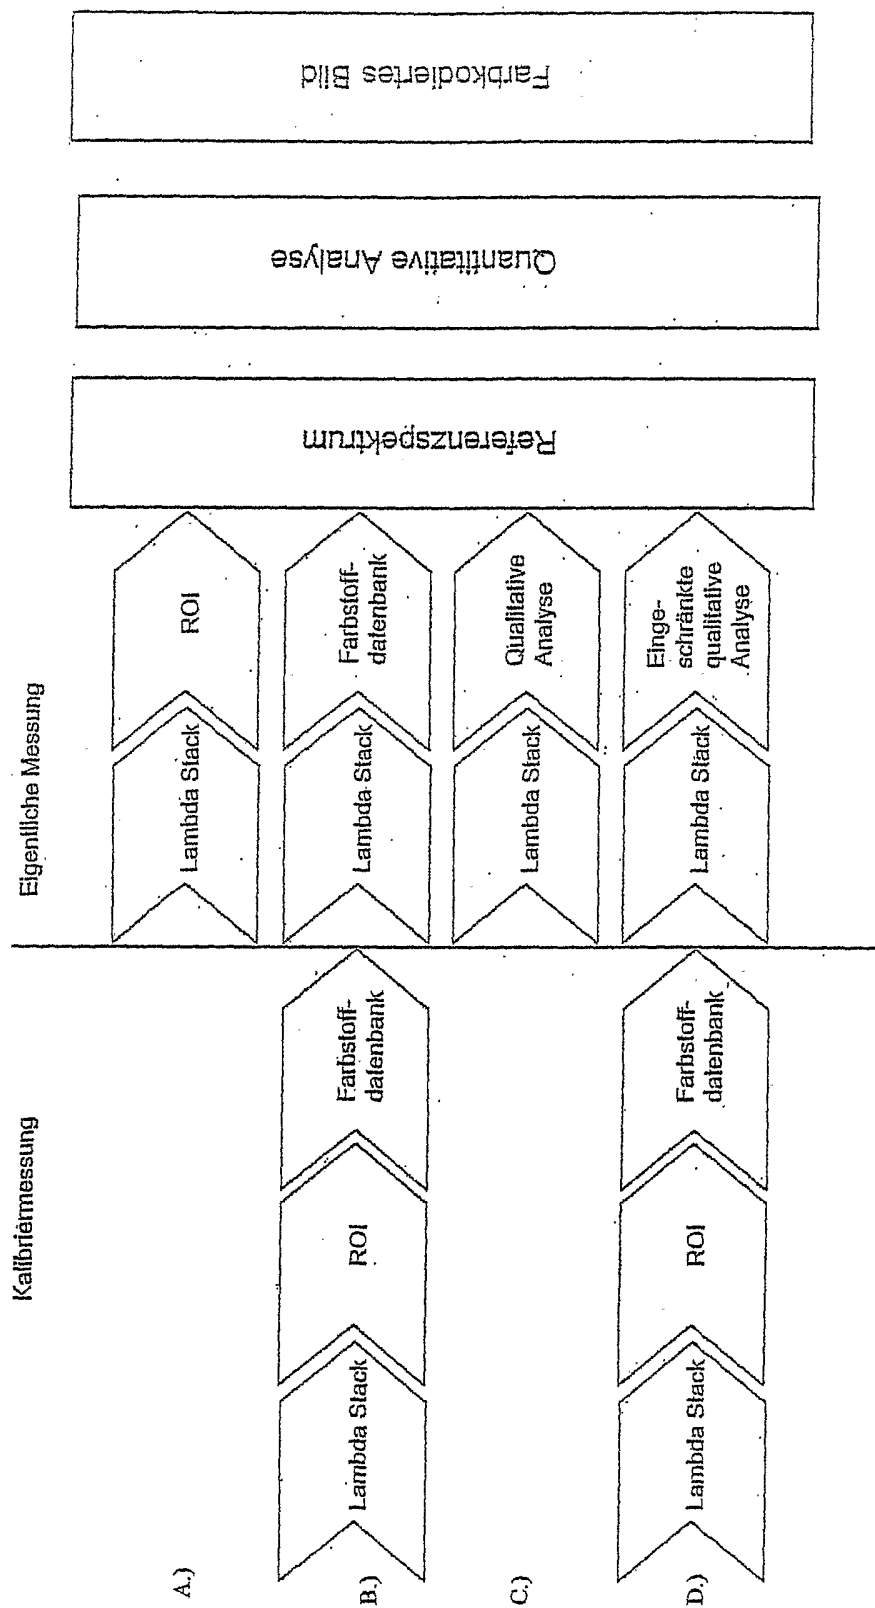 Kalibriermessung
Eigentliche Messung
A.)
Lambda Stack
ROI
B.)
Lambda Stack
ROI
Farbstoff-
datenbank
Lambda Stack
Farbstoff-
datenbank
C.)
Lambda Stack
Qualitative
Analyse
D.)
Lambda Stack
ROI
Farbstoff-
datenbank
Lambda Stack
Einge-
schränkte
qualitative
Analyse
Referenzspektrum
Quantitative Analyse
Farbkodiertes Bild